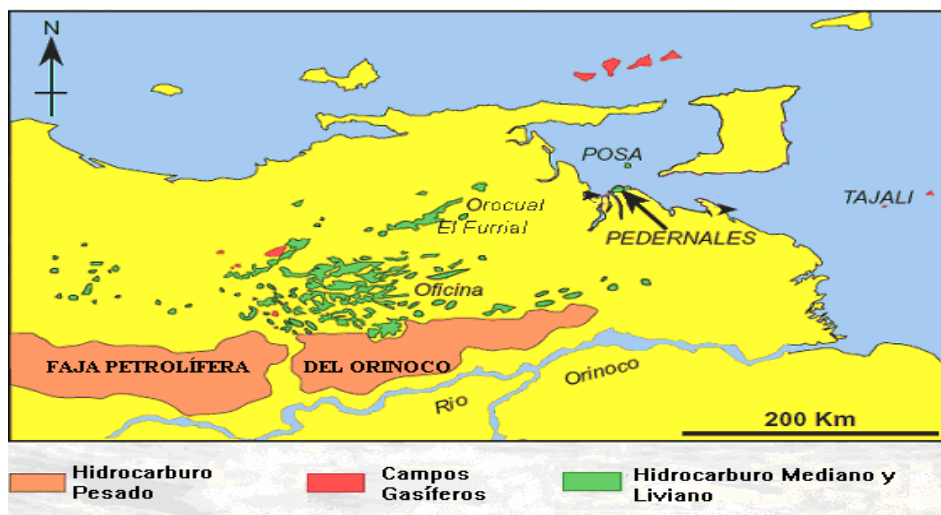 N
POSA
TAJALI
Orocual
El Furrial
PEDERNALES
Oficina
FAJA PETROLÍFERA DEL ORINOCO
Rio Orinoco
200 Km
Hidrocarburo
Pesado
Campos
Gasíferos
Hidrocarburo Mediano y
Liviano